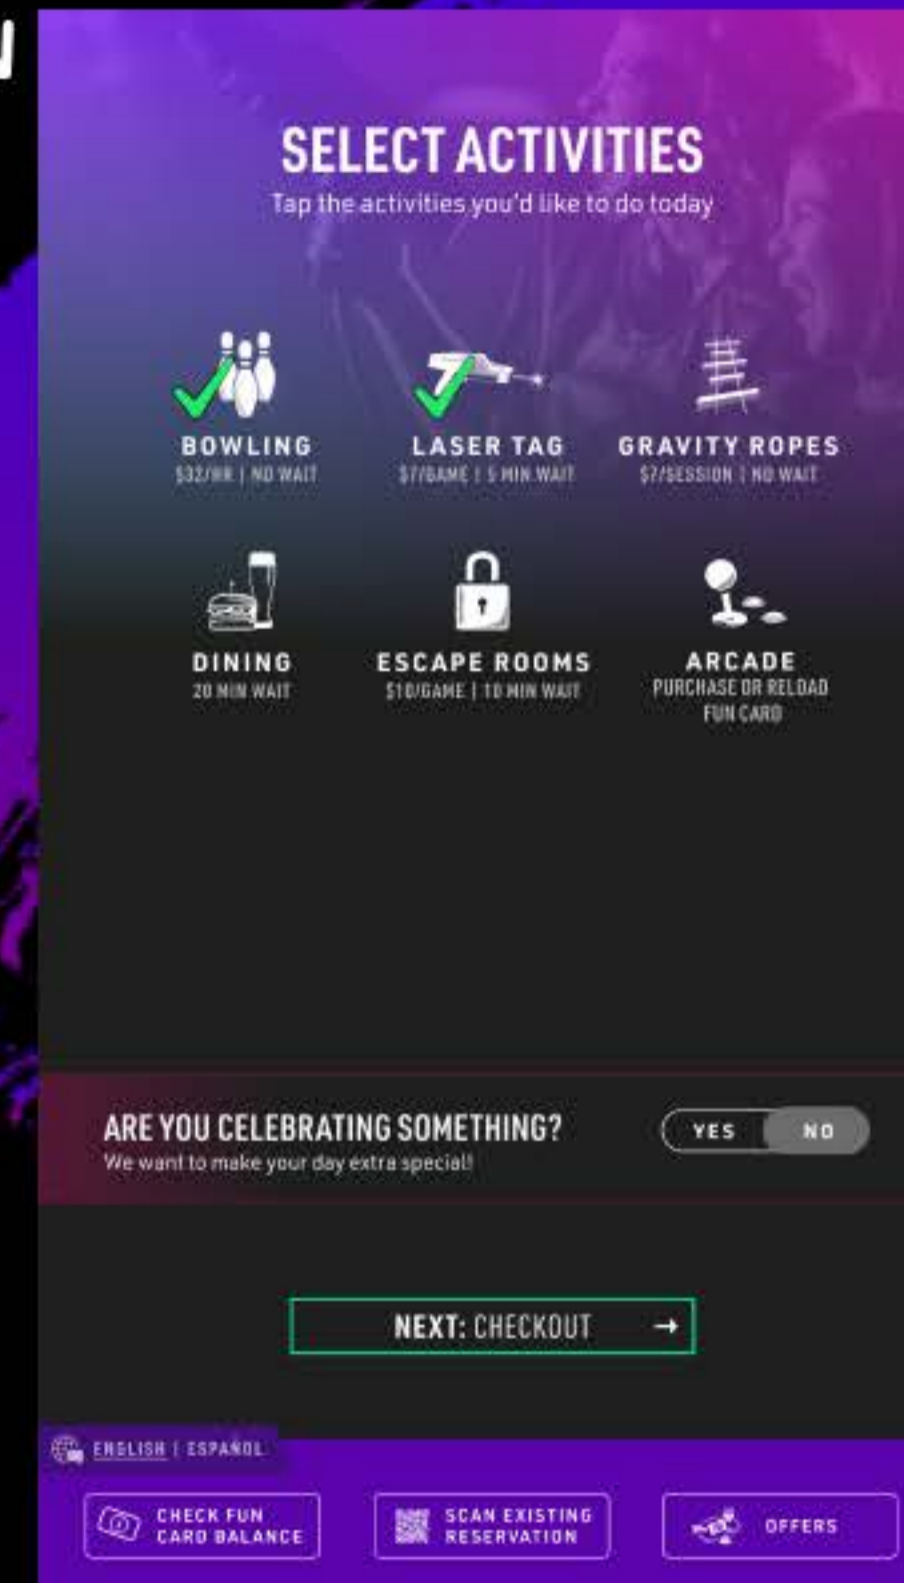 SELECT ACTIVITIES
Tap the activities you'd like to do today
BOWLING
$32/HR | NO WAIT
LASER TAG
$7/GAME | 5 MIN WAIT
GRAVITY ROPES
$7/SESSION | NO WAIT
DINING
20 MIN WAIT
ESCAPE ROOMS
$10/GAME | 10 MIN WAIT
ARCADE
PURCHASE OR RELOAD
FUN CARD
ARE YOU CELEBRATING SOMETHING?
We want to make your day extra special!
YES NO
NEXT: CHECKOUT →
ENGLISH | ESPAÑOL
CHECK FUN
CARD BALANCE
SCAN EXISTING
RESERVATION
OFFERS